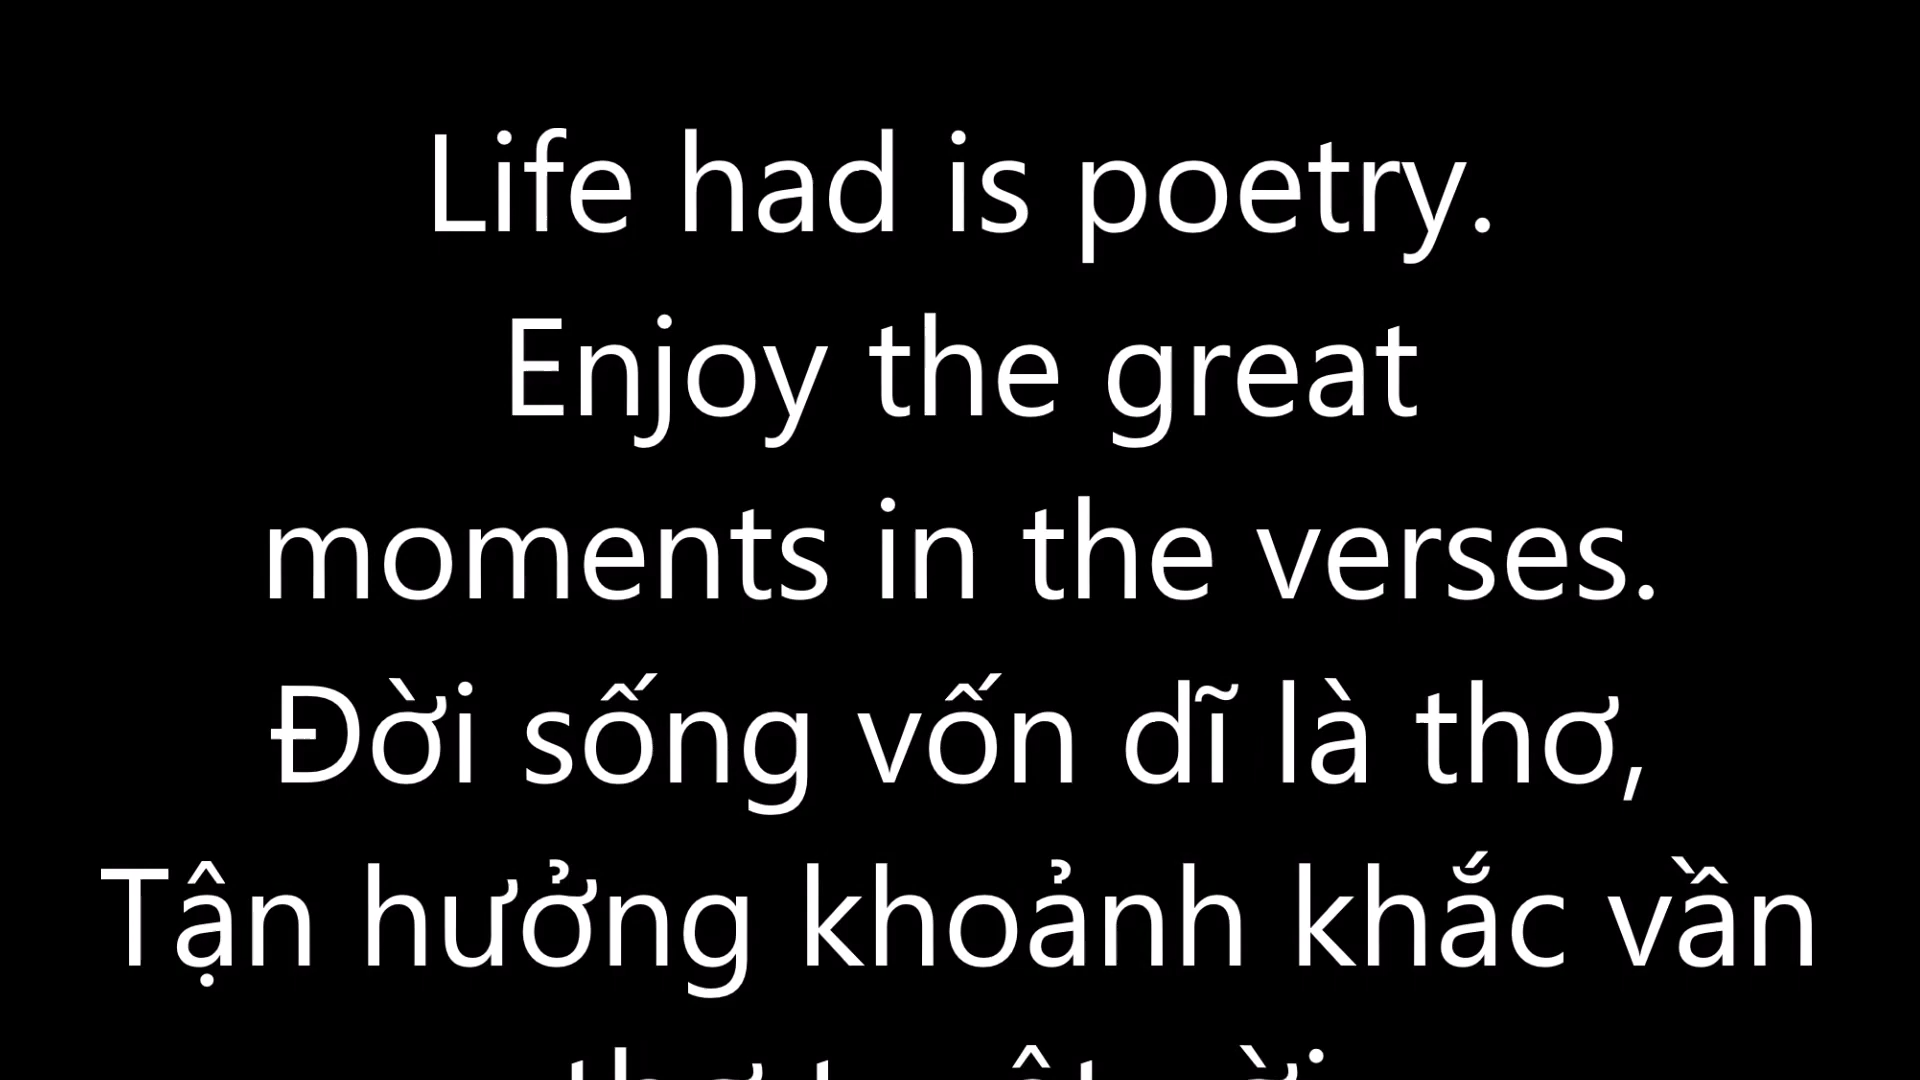 Life had is poetry.
Enjoy the great
moments in the verses.
Đời sống vốn dĩ là thơ,
Tận hưởng khoảnh khắc vần